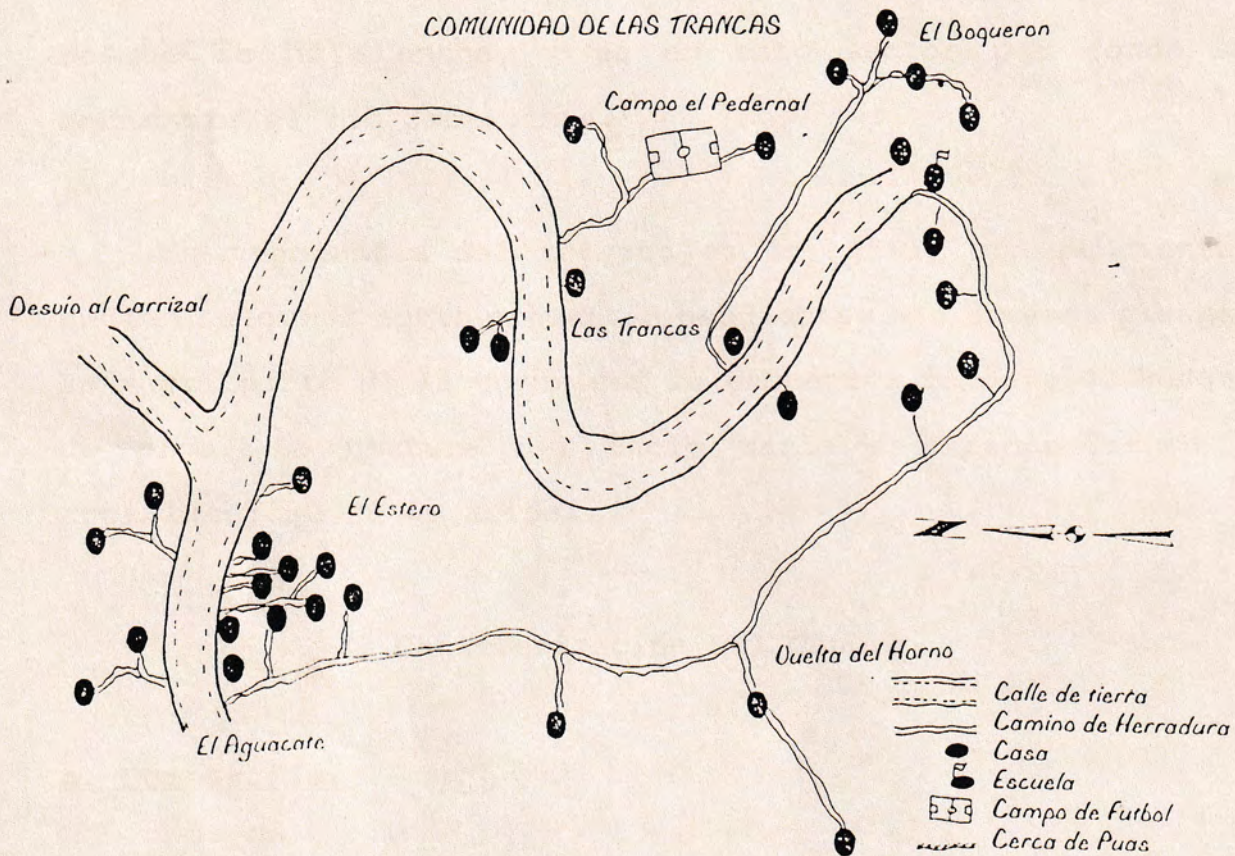 COMUNIDAD DE LAS TRANCAS
El Boqueron
Campo el Pedernal
Desvío al Carrizal
Las Trancas
El Estero
Vuelta del Horno
El Aguacate
Calle de tierra
Camino de Herradura
Casa
Escuela
Campo de Futbol
Cerca de Puas